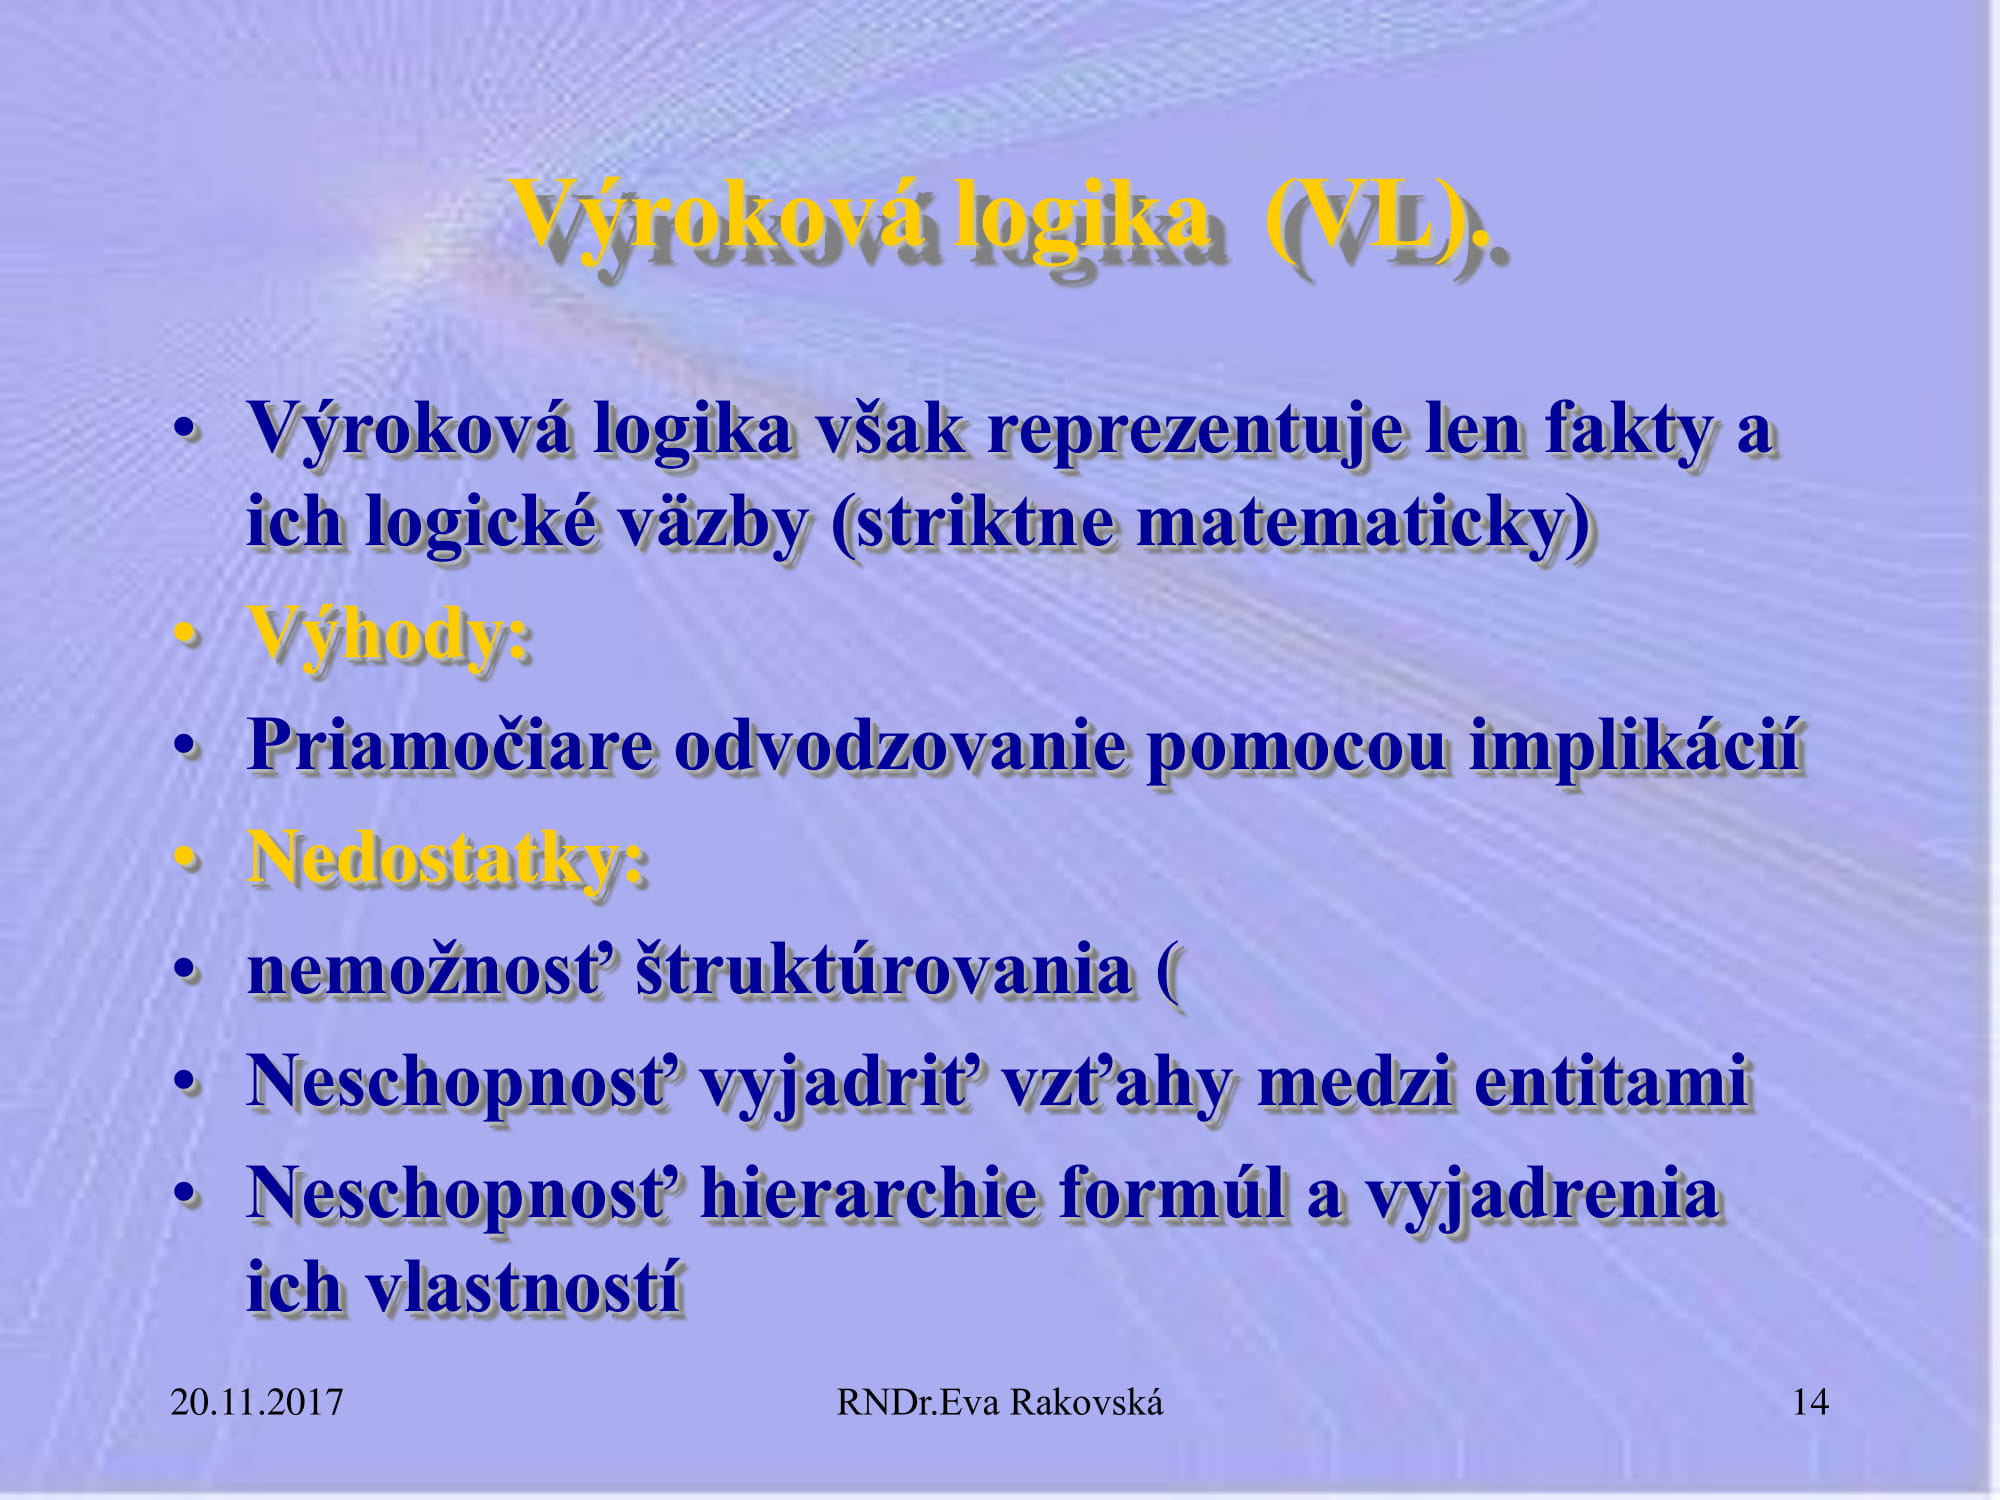 Výroková logika  (VL).
• Výroková logika však reprezentuje len fakty a
ich logické väzby (striktne matematicky)
• Výhody:
• Priamočiare odvodzovanie pomocou implikácií
• Nedostatky:
• nemožnosť štruktúrovania (
• Neschopnosť vyjadriť vzťahy medzi entitami
• Neschopnosť hierarchie formúl a vyjadrenia
ich vlastností
20.11.2017
RNDr.Eva Rakovská
14